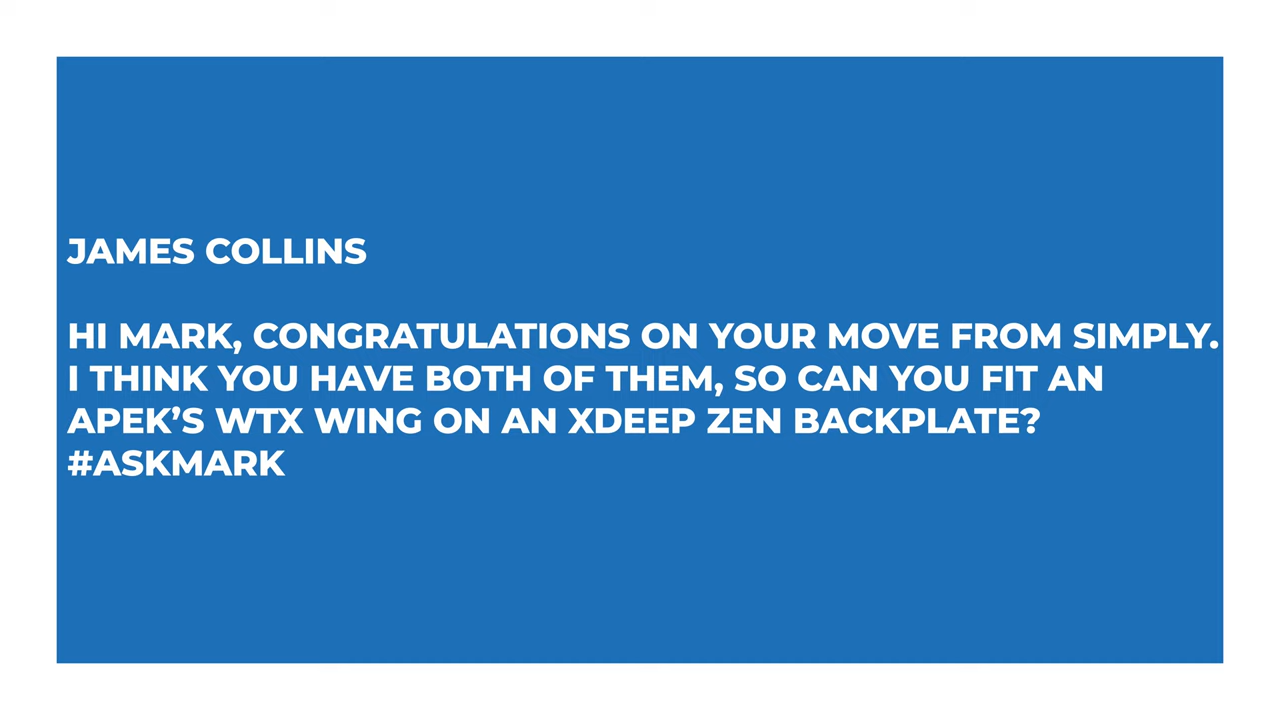 JAMES COLLINS
HI MARK, CONGRATULATIONS ON YOUR MOVE FROM SIMPLY.
I THINK YOU HAVE BOTH OF THEM, SO CAN YOU FIT AN
APEK’S WTX WING ON AN XDEEP ZEN BACKPLATE?
#ASKMARK